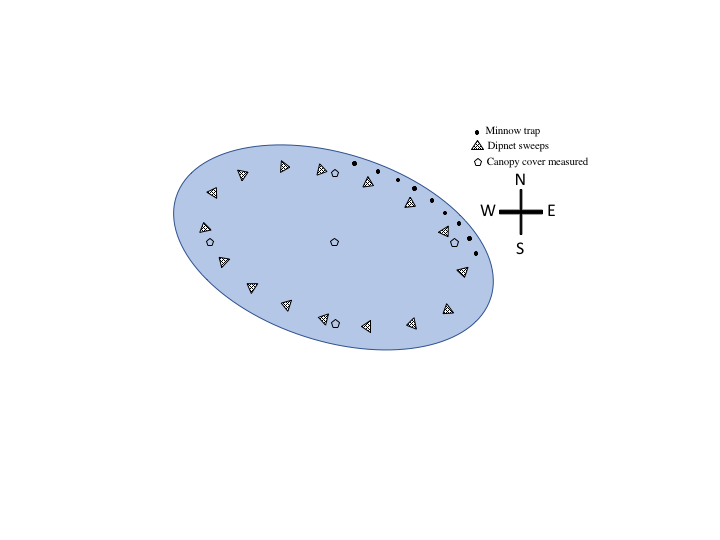 Minnow trap
Dipnet sweeps
Canopy cover measured
N
W E
S